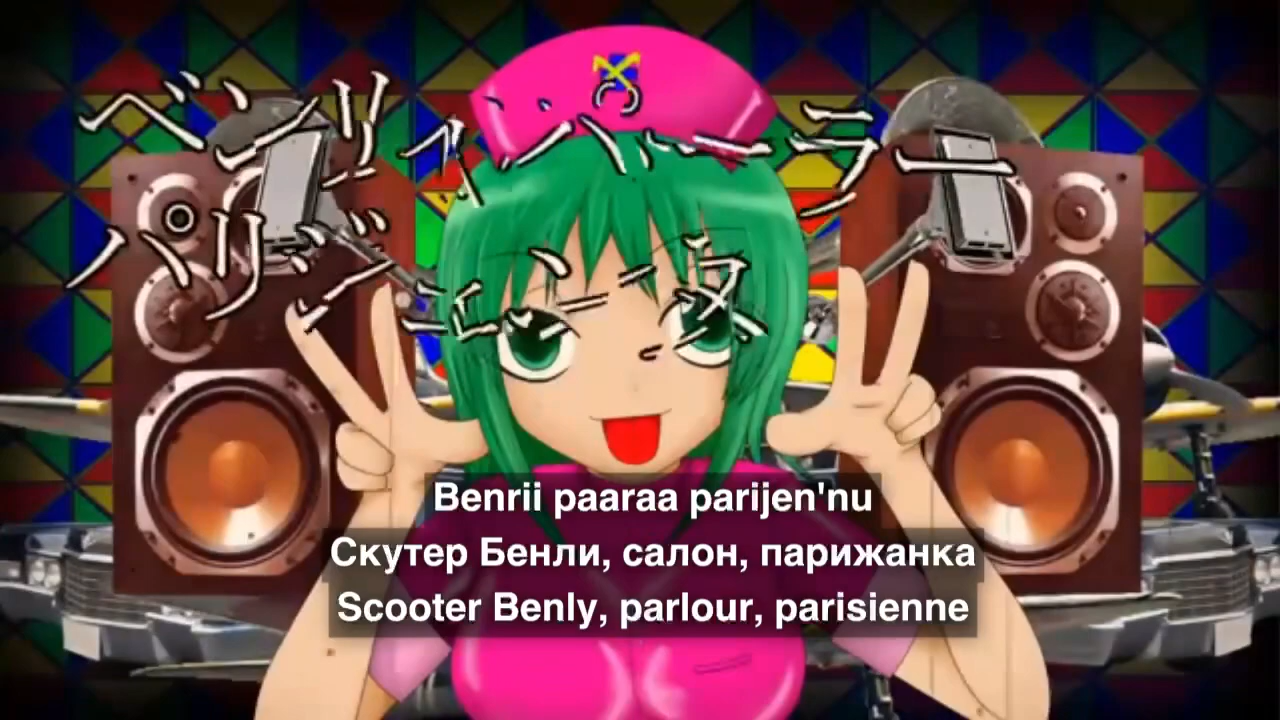 ベンリィ パーラー
パリジェンヌ
Benrii paaraa parijen'nu
Скутер Бенли, салон, парижанка
Scooter Benly, parlour, parisienne